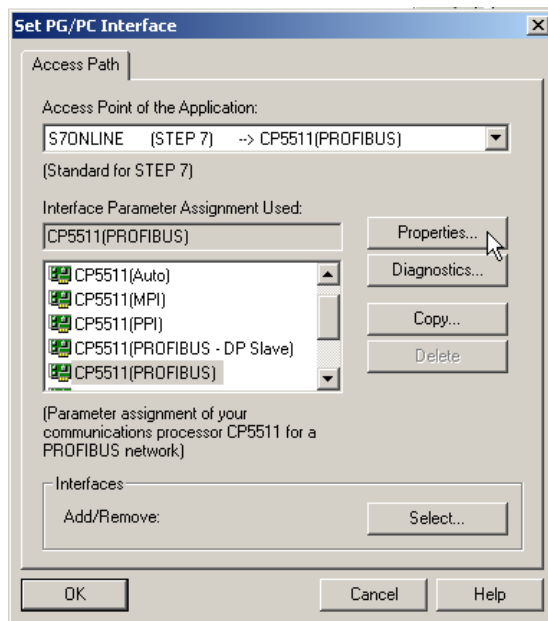 Set PG/PC Interface
Access Path
Access Point of the Application:
S7ONLINE (STEP 7) --> CP5511(PROFIBUS)
(Standard for STEP 7)
Interface Parameter Assignment Used:
CP5511(PROFIBUS)
Properties...
CP5511(Auto)
Diagnostics...
CP5511(MPI)
CP5511(PPI)
Copy...
CP5511(PROFIBUS - DP Slave)
Delete
CP5511(PROFIBUS)
(Parameter assignment of your
communications processor CP5511 for a
PROFIBUS network)
Interfaces
Add/Remove:
Select...
OK
Cancel
Help